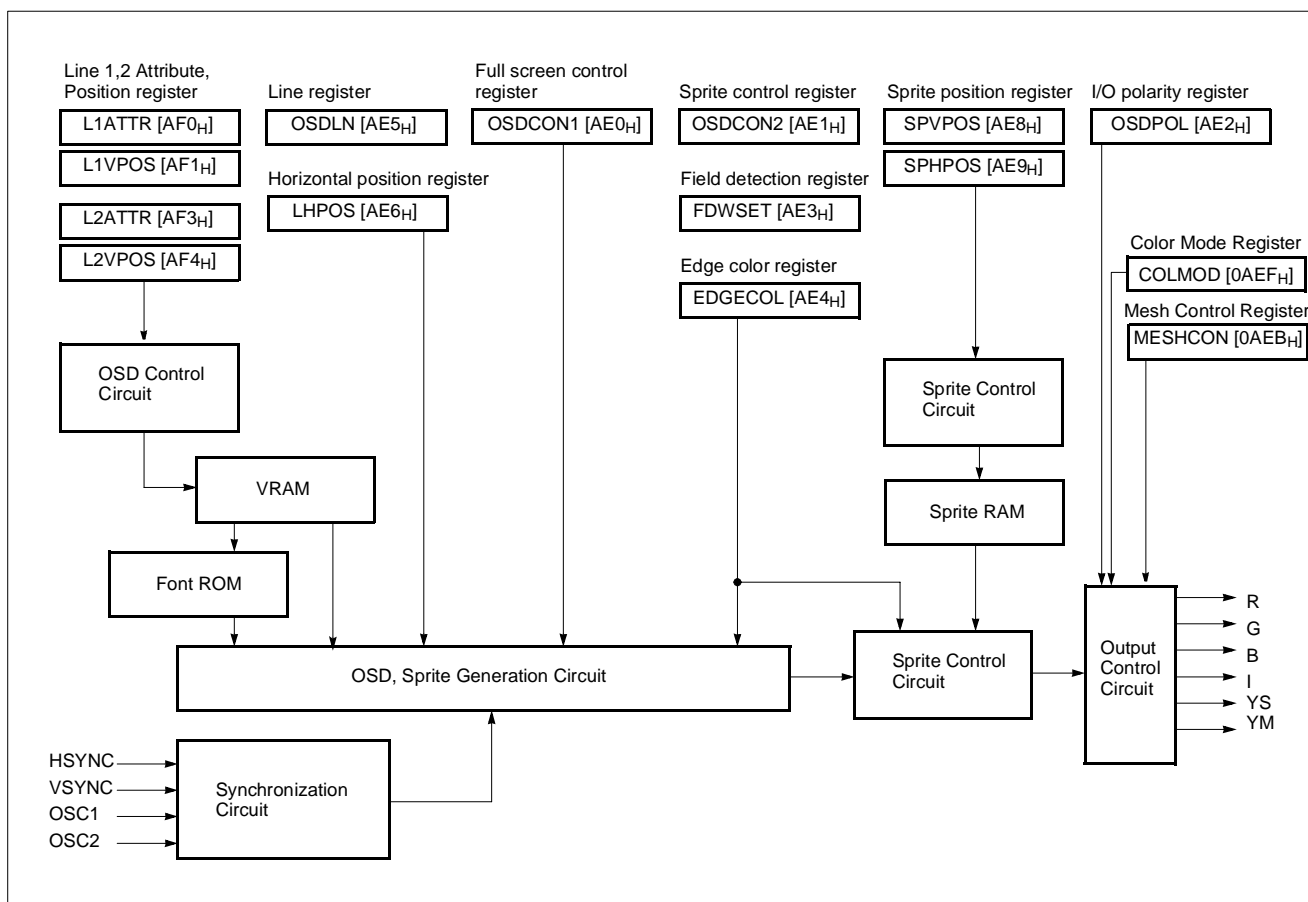 Line 1,2 Attribute,
Position register
L1ATTR [AF0H]
L1VPOS [AF1H]
L2ATTR [AF3H]
L2VPOS [AF4H]
Line register
OSDLN [AE5H]
Horizontal position register
LHPOS [AE6H]
Full screen control
register
OSDCON1 [AE0H]
Sprite control register
OSDCON2 [AE1H]
Field detection register
FDWSET [AE3H]
Edge color register
EDGECOL [AE4H]
Sprite position register
SPVPOS [AE8H]
SPHPOS [AE9H]
I/O polarity register
OSDPOL [AE2H]
Color Mode Register
COLMOD [0AEFH]
Mesh Control Register
MESHCON [0AEBH]
OSD Control
Circuit
VRAM
Font ROM
Sprite Control
Circuit
Sprite RAM
OSD, Sprite Generation Circuit
Sprite Control
Circuit
Output
Control
Circuit
R
G
B
I
YS
YM
HSYNC
VSYNC
OSC1
OSC2
Synchronization
Circuit